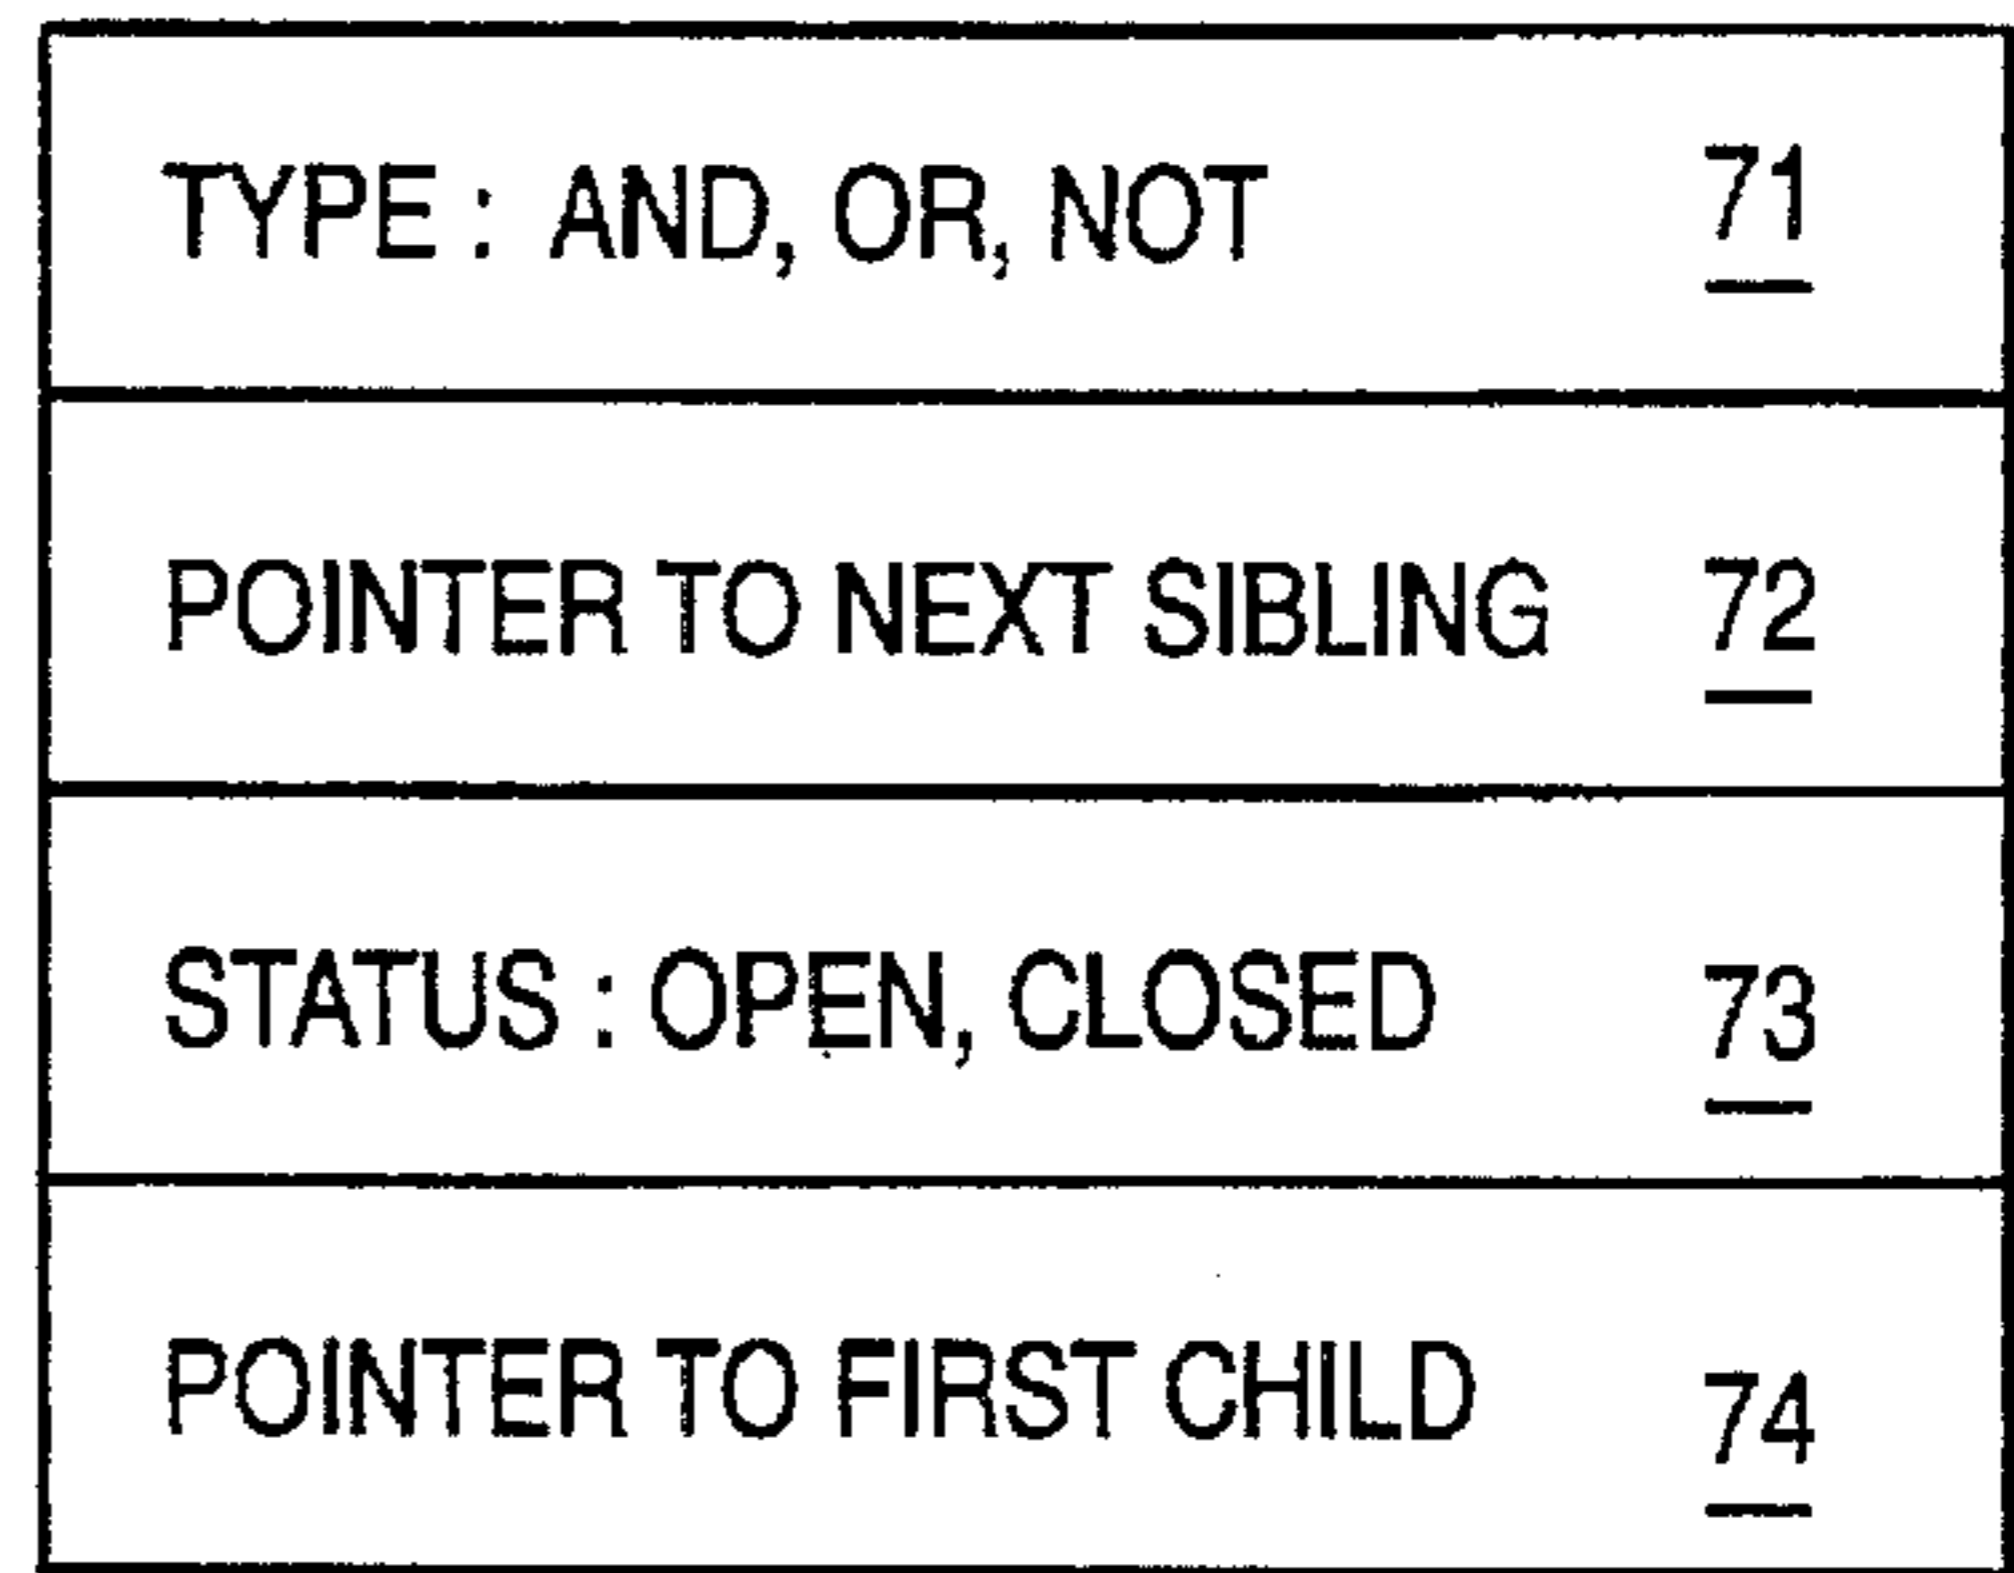 TYPE : AND, OR, NOT 71
POINTER TO NEXT SIBLING 72
STATUS : OPEN, CLOSED 73
POINTER TO FIRST CHILD 74